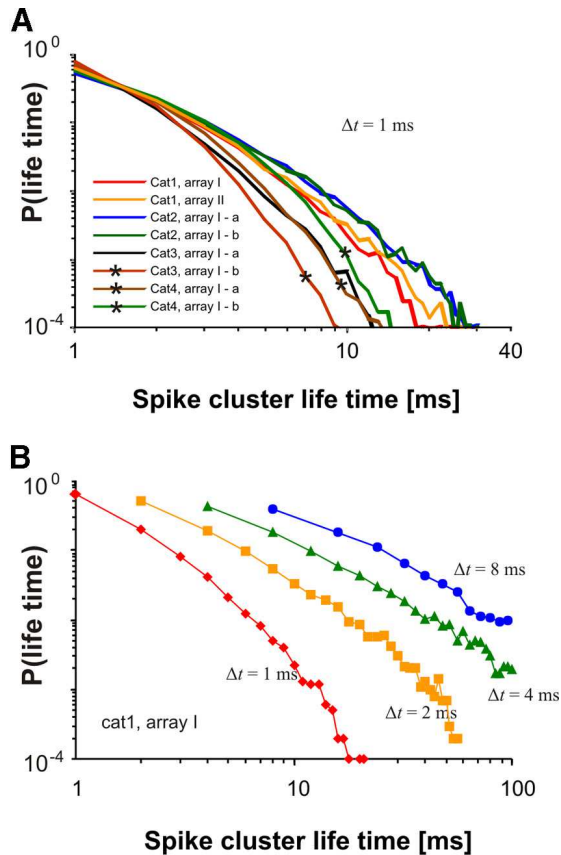 A
10^0
P(life time)
10^-4
Δt = 1 ms
Cat1, array I
Cat1, array II
Cat2, array I - a
Cat2, array I - b
Cat3, array I - a
Cat3, array I - b
Cat4, array I - a
Cat4, array I - b
1
10
40
Spike cluster life time [ms]
B
10^0
P(life time)
10^-4
Δt = 8 ms
Δt = 1 ms
Δt = 4 ms
Δt = 2 ms
cat1, array I
1
10
100
Spike cluster life time [ms]